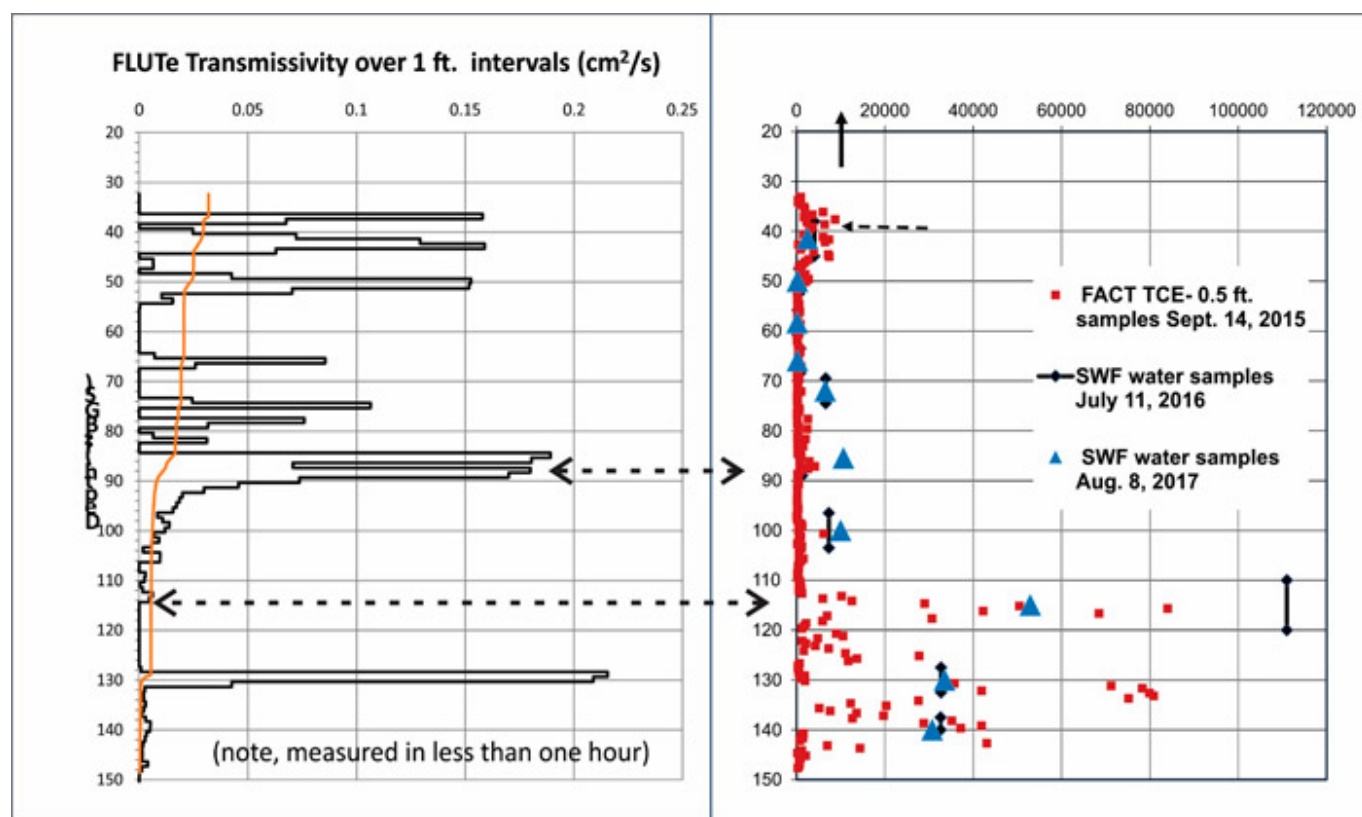 FLUTe Transmissivity over 1 ft. intervals (cm²/s)
0 0.05 0.1 0.15 0.2 0.25
20
30
40
50
60
70
80
90
100
110
120
130
140
150
(note, measured in less than one hour)
0 20000 40000 60000 80000 100000 120000
20
30
40
50
60
70
80
90
100
110
120
130
140
150
FACT TCE- 0.5 ft.
samples Sept. 14, 2015
SWF water samples
July 11, 2016
SWF water samples
Aug. 8, 2017